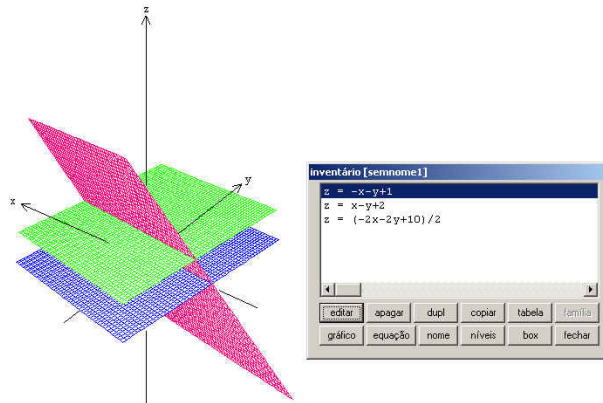 z
y
x
inventário [semnome1]
z = -x-y+1
z = x-y+2
z = (-2x-2y+10)/2
editar apagar dupl copiar tabela família
gráfico equação nome níveis box fechar